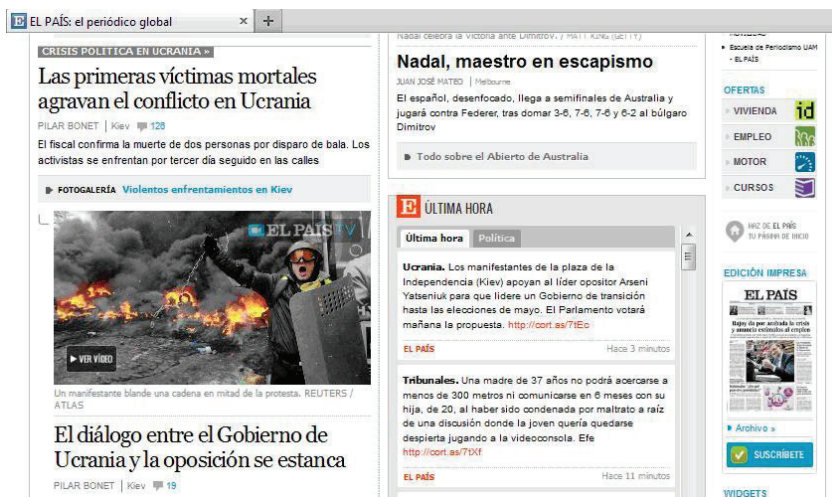 EL PAÍS: el periódico global
CRISIS POLÍTICA EN UCRANIA »
Las primeras víctimas mortales
agravan el conflicto en Ucrania
PILAR BONET | Kiev 126
El fiscal confirma la muerte de dos personas por disparo de bala. Los
activistas se enfrentan por tercer día seguido en las calles
FOTOGALERÍA Violentos enfrentamientos en Kiev
EL PAIS TV
VER VÍDEO
Un manifestante blande una cadena en mitad de la protesta. REUTERS /
ATLAS
El diálogo entre el Gobierno de
Ucrania y la oposición se estanca
PILAR BONET | Kiev 19
Nadal celebra la victoria ante Dimitrov. / MATT KING (GETTY)
Nadal, maestro en escapismo
JUAN JOSÉ MATEO | Melbourne
El español, desenfocado, llega a semifinales de Australia y
jugará contra Federer, tras domar 3-6, 7-6, 7-6 y 6-2 al búlgaro
Dimitrov
Todo sobre el Abierto de Australia
E ÚLTIMA HORA
Última hora Política
Ucrania. Los manifestantes de la plaza de la
Independencia (Kiev) apoyan al líder opositor Arseni
Yatseniuk para que lidere un Gobierno de transición
hasta las elecciones de mayo. El Parlamento votará
mañana la propuesta. http://cort.as/7tEc
EL PAÍS Hace 3 minutos
Tribunales. Una madre de 37 años no podrá acercarse a
menos de 300 metros ni comunicarse en 6 meses con su
hija, de 20, al haber sido condenada por maltrato a raíz
de una discusión donde la joven quería quedarse
despierta jugando a la videoconsola. Efe
http://cort.as/7tXf
EL PAÍS Hace 11 minutos
Escuela de Periodismo UAM
- EL PAÍS
OFERTAS
VIVIENDA id
EMPLEO
MOTOR
CURSOS
HAZ DE EL PAÍS
TU PÁGINA DE INICIO
EDICIÓN IMPRESA
EL PAÍS
Rajoy da por acabada la crisis
y anuncia estímulos al empleo
Archivo »
SUSCRÍBETE
WIDGETS